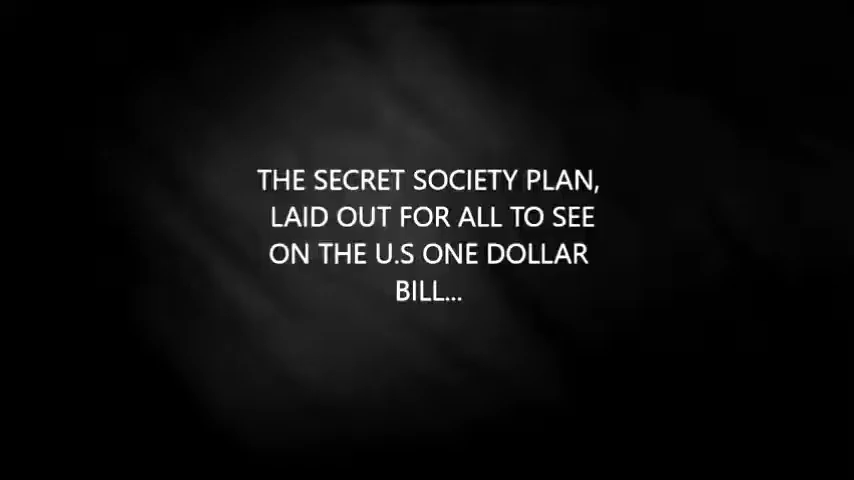 THE SECRET SOCIETY PLAN,
LAID OUT FOR ALL TO SEE
ON THE U.S ONE DOLLAR
BILL...